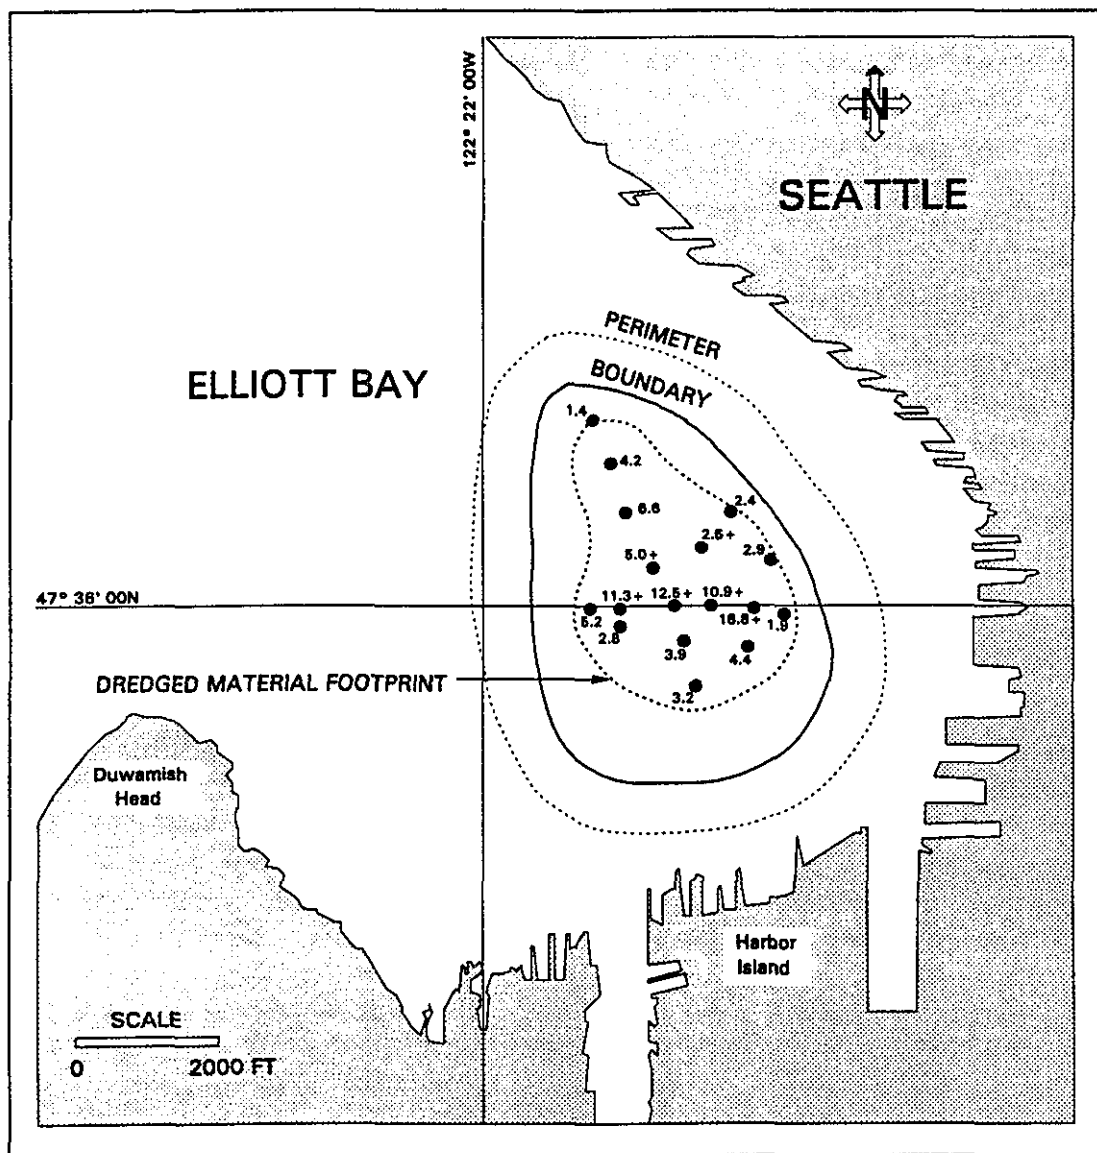 122° 22' 00W
N
SEATTLE
PERIMETER
BOUNDARY
ELLIOTT BAY
1.4
4.2
6.6
2.4
2.5+
2.9
5.0+
47° 36' 00N
11.3+
12.5+
10.9+
5.2
16.8+
1.9
2.8
3.9
4.4
DREDGED MATERIAL FOOTPRINT
3.2
Duwamish
Head
Harbor
Island
SCALE
0 2000 FT